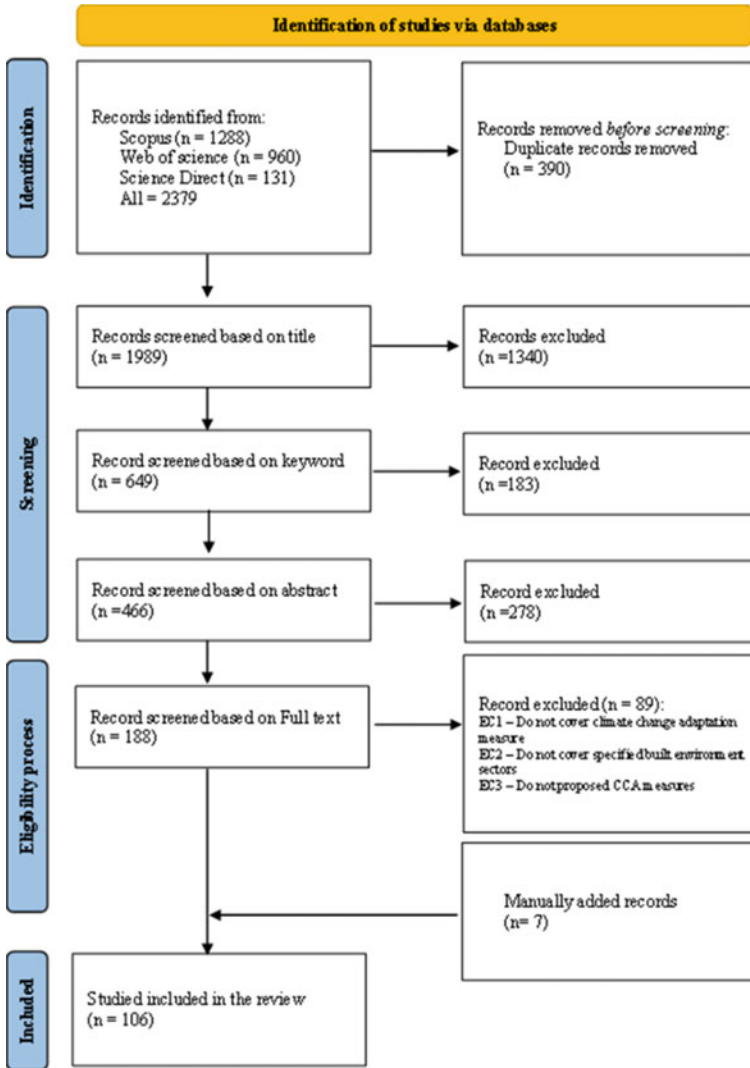 Identification of studies via databases
Identification
Records identified from:
Scopus (n = 1288)
Web of science (n = 960)
Science Direct (n = 131)
All = 2379
Records removed before screening:
Duplicate records removed
(n = 390)
Screening
Records screened based on title
(n = 1989)
Records excluded
(n =1340)
Record screened based on keyword
(n = 649)
Record excluded
(n =183)
Record screened based on abstract
(n =466)
Record excluded
(n =278)
Eligibility process
Record screened based on Full text
(n = 188)
Record excluded (n = 89):
EC1 – Do not cover climate change adaptation
measure
EC2 – Do not cover specified built environment
sectors
EC3 – Do not proposed CCA measures
Manually added records
(n= 7)
Included
Studied included in the review
(n = 106)